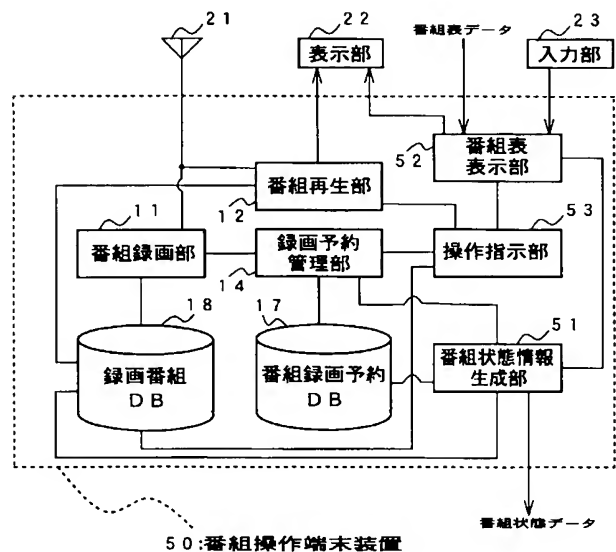 21
22
23
表示部
番組表データ
入力部
52
番組表
表示部
番組再生部
12
11
53
番組録画部
録画予約
管理部
14
操作指示部
18
17
51
録画番組
DB
番組録画予約
DB
番組状態情報
生成部
番組状態データ
50:番組操作端末装置